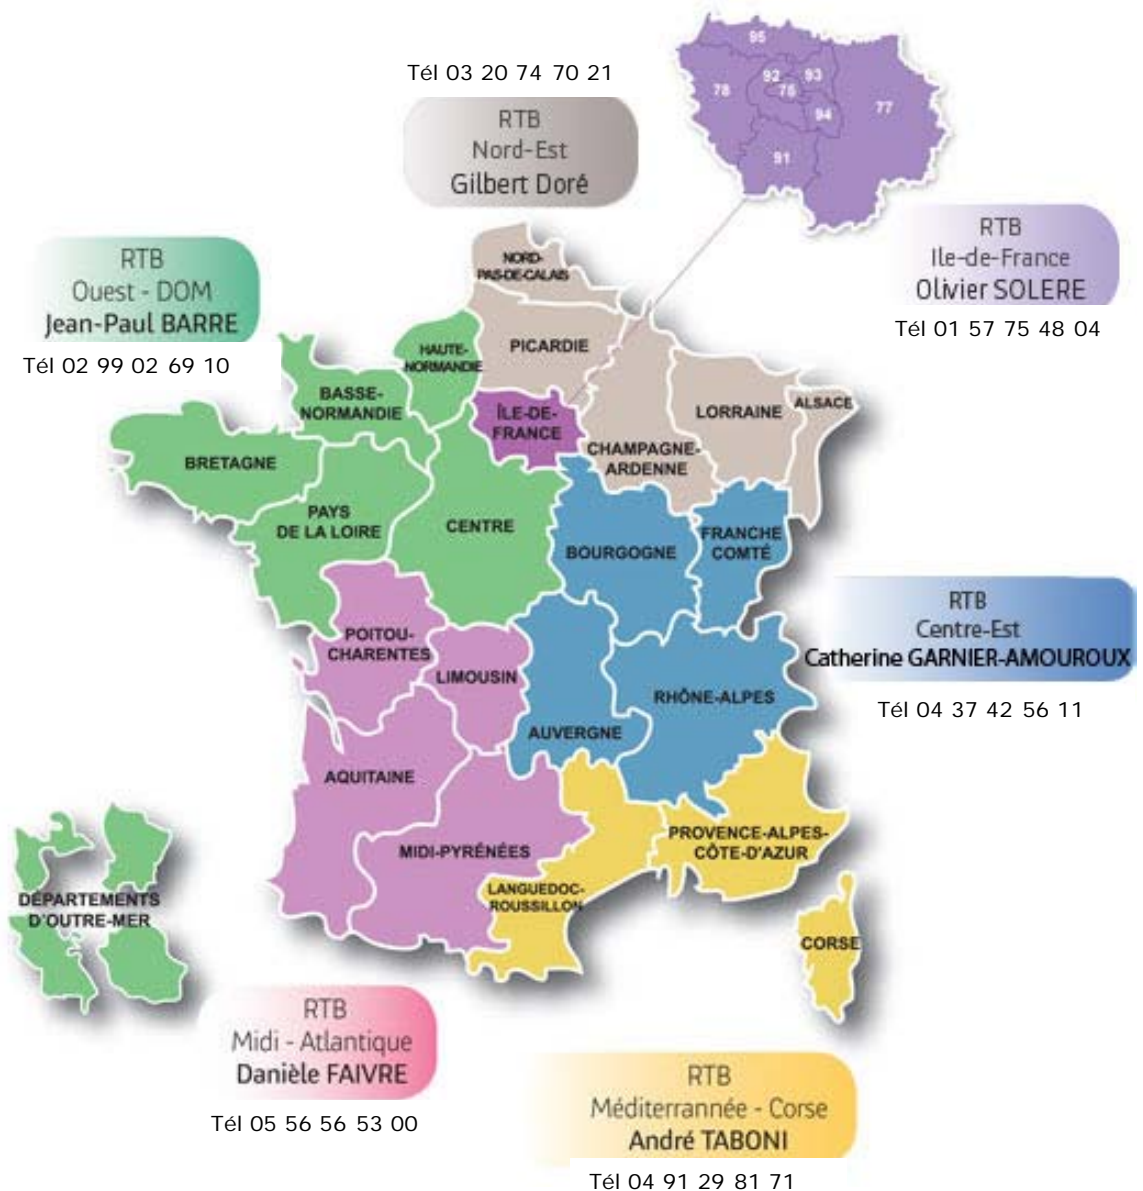 95
92
93
78
75
77
94
91
Tél 03 20 74 70 21
RTB
Nord-Est
Gilbert Doré
RTB
Ile-de-France
Olivier SOLERE
Tél 01 57 75 48 04
RTB
Ouest - DOM
Jean-Paul BARRE
Tél 02 99 02 69 10
NORD-
PAS-DE-CALAIS
PICARDIE
HAUTE-
NORMANDIE
BASSE-
NORMANDIE
ÎLE-DE-
FRANCE
LORRAINE
ALSACE
CHAMPAGNE-
ARDENNE
BRETAGNE
PAYS
DE LA LOIRE
CENTRE
BOURGOGNE
FRANCHE
COMTÉ
RTB
Centre-Est
Catherine GARNIER-AMOUROUX
Tél 04 37 42 56 11
POITOU-
CHARENTES
LIMOUSIN
AUVERGNE
RHÔNE-ALPES
AQUITAINE
MIDI-PYRÉNÉES
LANGUEDOC-
ROUSSILLON
PROVENCE-ALPES-
CÔTE-D'AZUR
CORSE
DÉPARTEMENTS
D'OUTRE-MER
RTB
Midi - Atlantique
Danièle FAIVRE
Tél 05 56 56 53 00
RTB
Méditerrannée - Corse
André TABONI
Tél 04 91 29 81 71